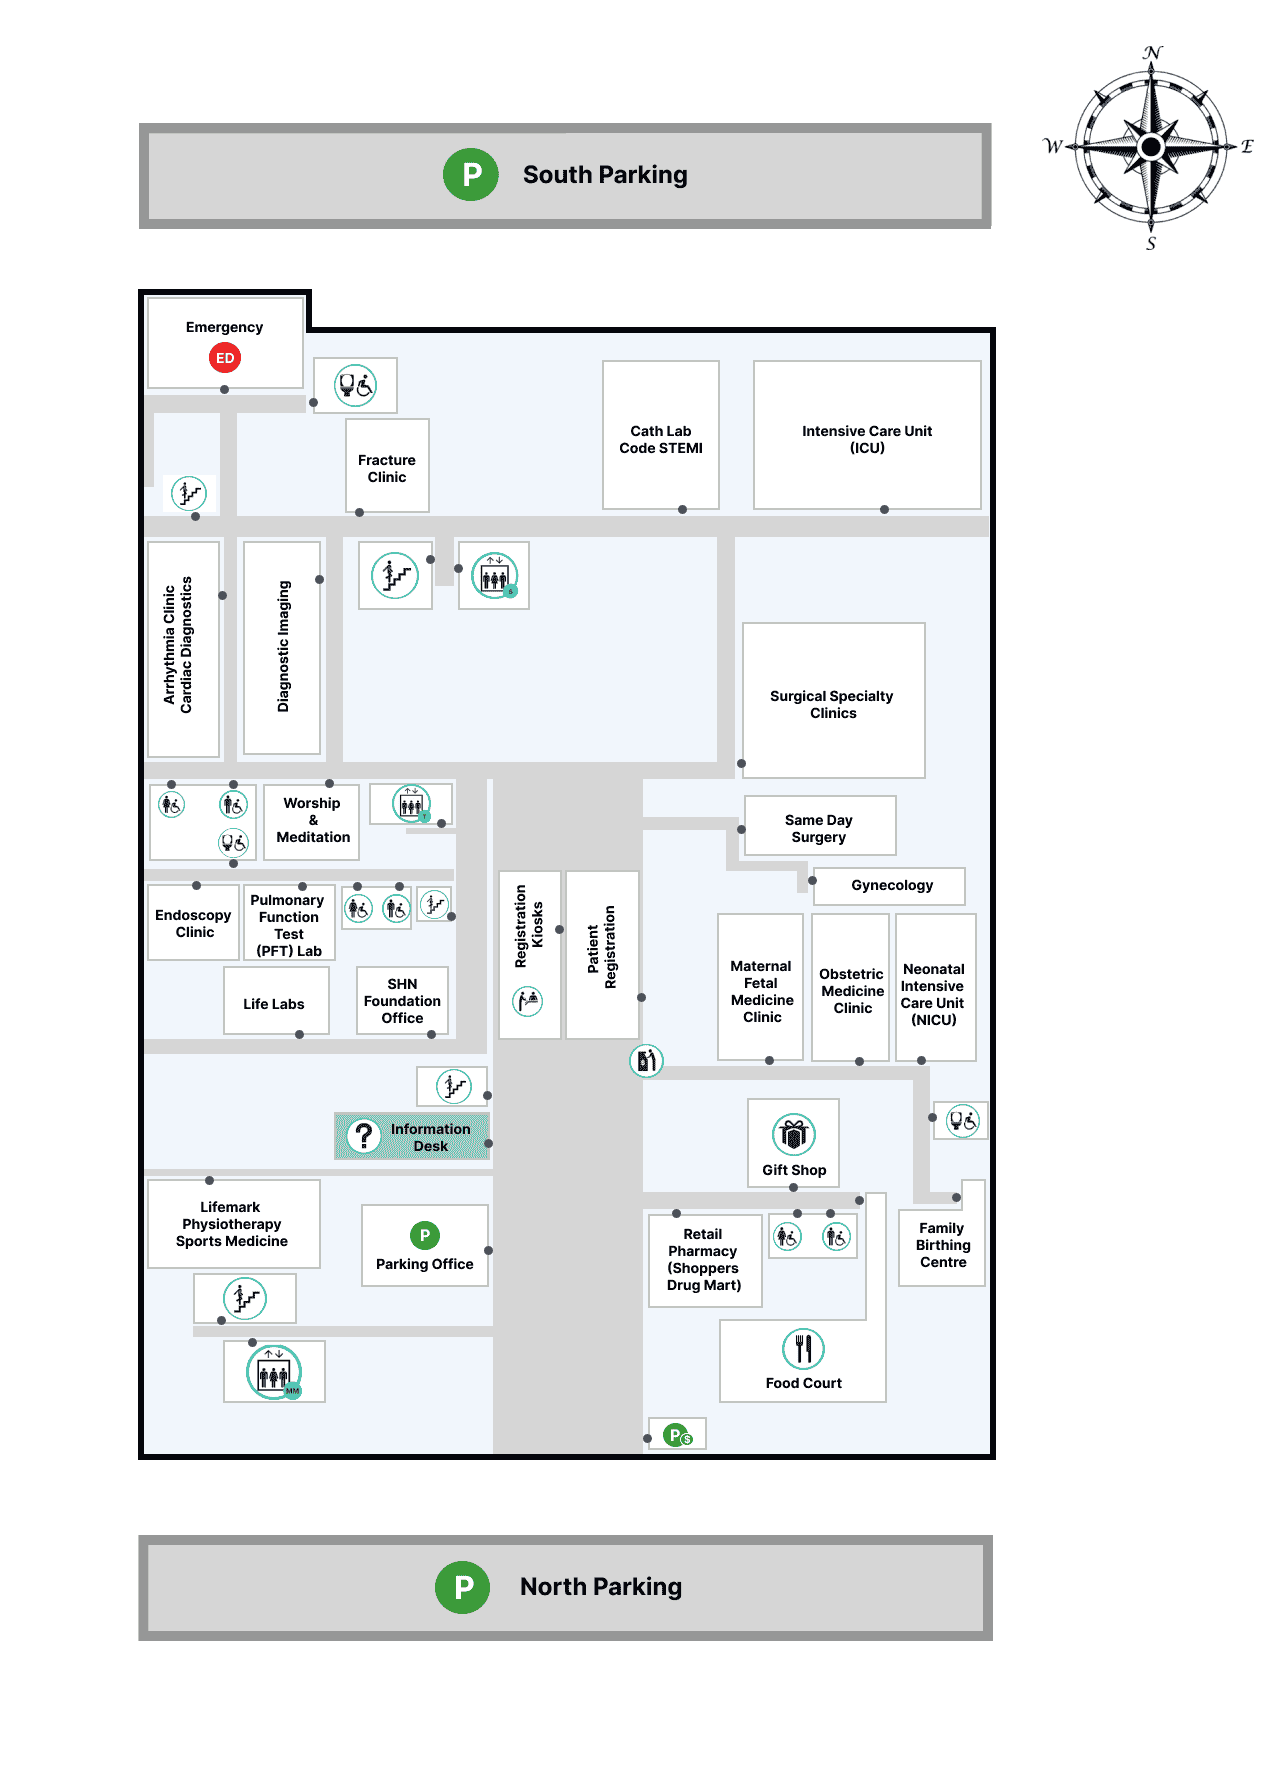 N
W E
S
P South Parking
Emergency
ED
Fracture
Clinic
Cath Lab
Code STEMI
Intensive Care Unit
(ICU)
S
Arrhythmia Clinic
Cardiac Diagnostics
Diagnostic Imaging
Surgical Specialty
Clinics
Worship
&
Meditation
T
Same Day
Surgery
Gynecology
Endoscopy
Clinic
Pulmonary
Function
Test
(PFT) Lab
Registration
Kiosks
Patient
Registration
Life Labs
SHN
Foundation
Office
Maternal
Fetal
Medicine
Clinic
Obstetric
Medicine
Clinic
Neonatal
Intensive
Care Unit
(NICU)
?
Information
Desk
Gift Shop
Lifemark
Physiotherapy
Sports Medicine
P
Parking Office
Retail
Pharmacy
(Shoppers
Drug Mart)
Family
Birthing
Centre
MM
Food Court
P $
P North Parking